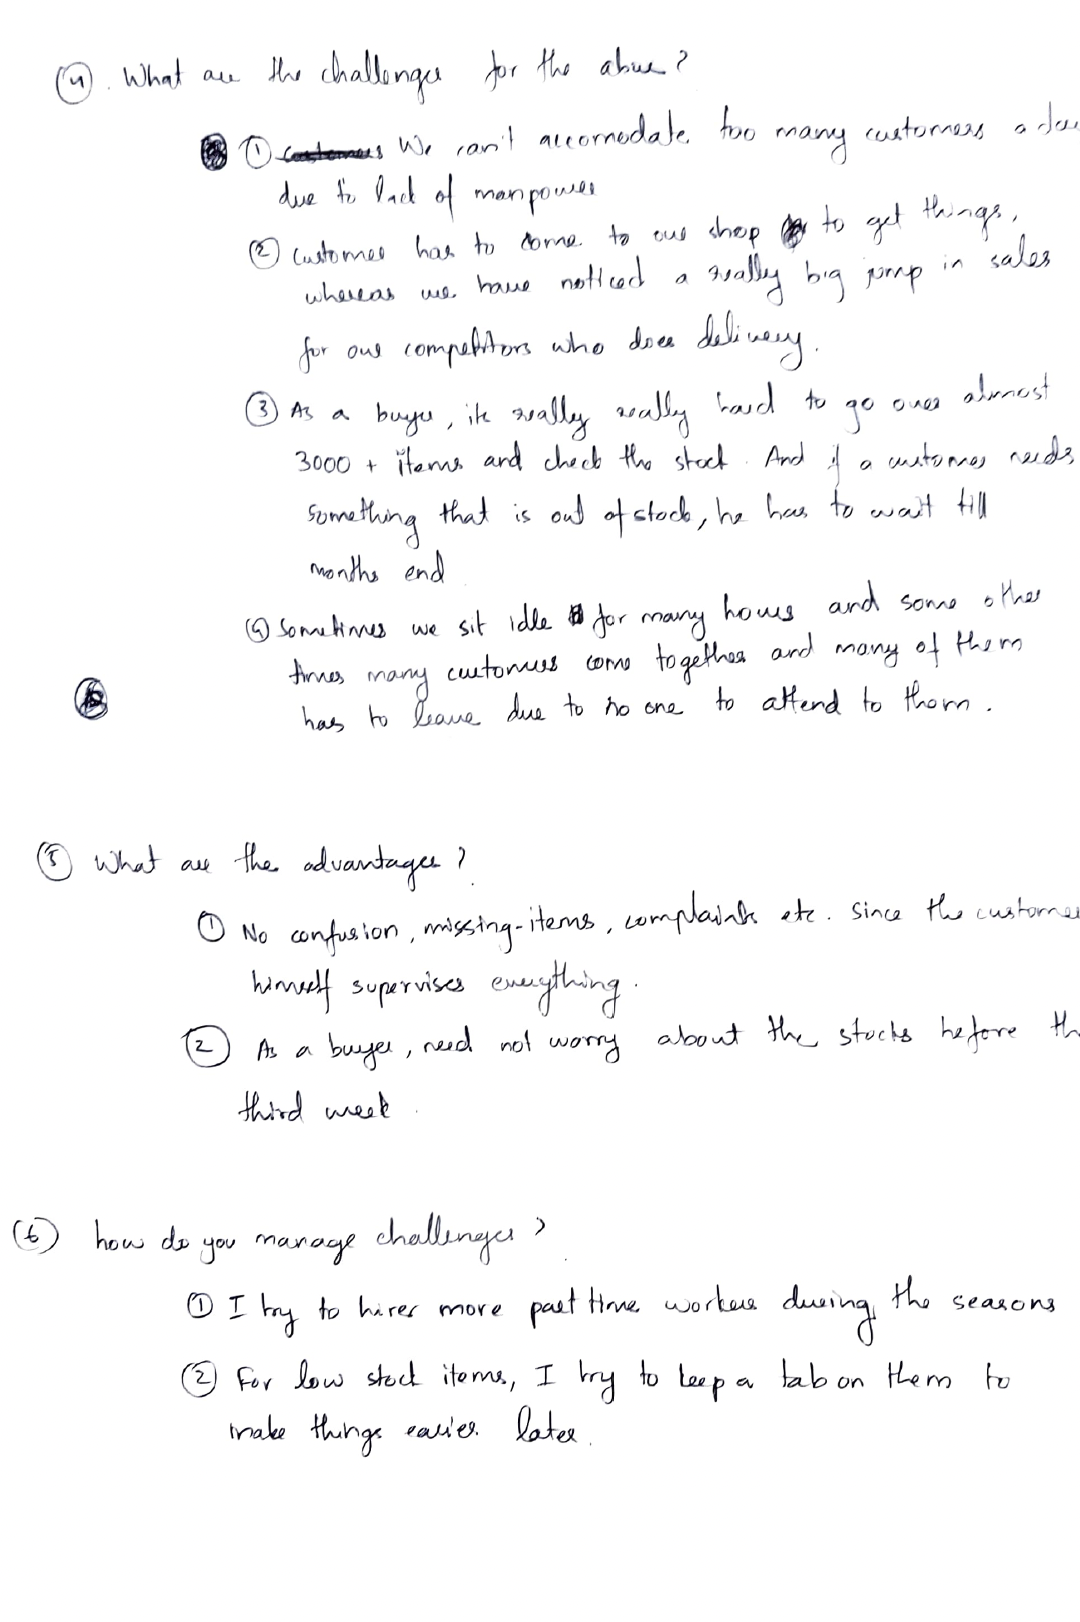 (4). What are the challenges for the above?
① We can't accomodate too many customers a day
due to lack of manpower
② Customer has to come to our shop to get things,
whereas we have noticed a really big jump in sales
for our competitors who does delivery.
③ As a buyer, its really really hard to go over almost
3000 + items and check the stock. And if a customer needs
something that is out of stock, he has to wait till
months end
④ Sometimes we sit idle for many hours and some other
times many customers come together and many of them
has to leave due to no one to attend to them.
⑤ What are the advantages?
① No confusion, missing-items, complaints etc. Since the customer
himself supervises everything.
② As a buyer, need not worry about the stocks before the
third week.
(6) how do you manage challenges?
① I try to hirer more part time workers during the seasons
② For low stock items, I try to keep a tab on them to
make things easier later.